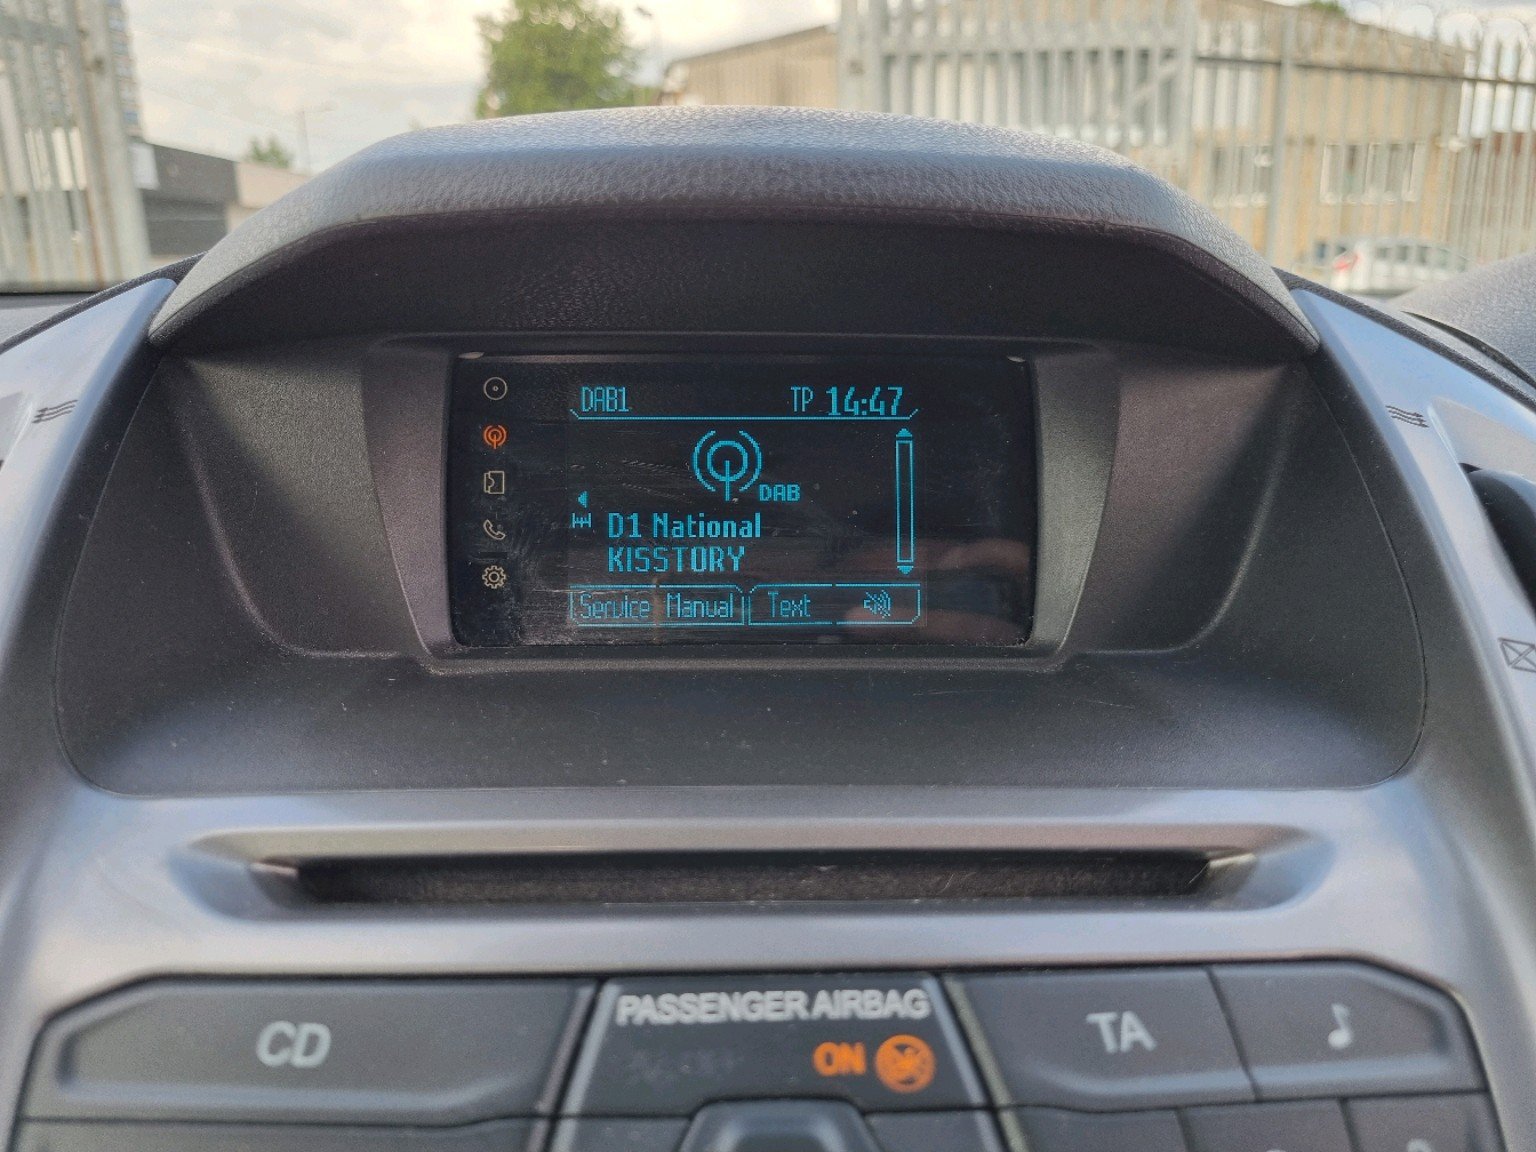 DAB1 TP 14:47
DAB
D1 National
KISSTORY
Service Manual Text
PASSENGER AIRBAG
CD ON TA